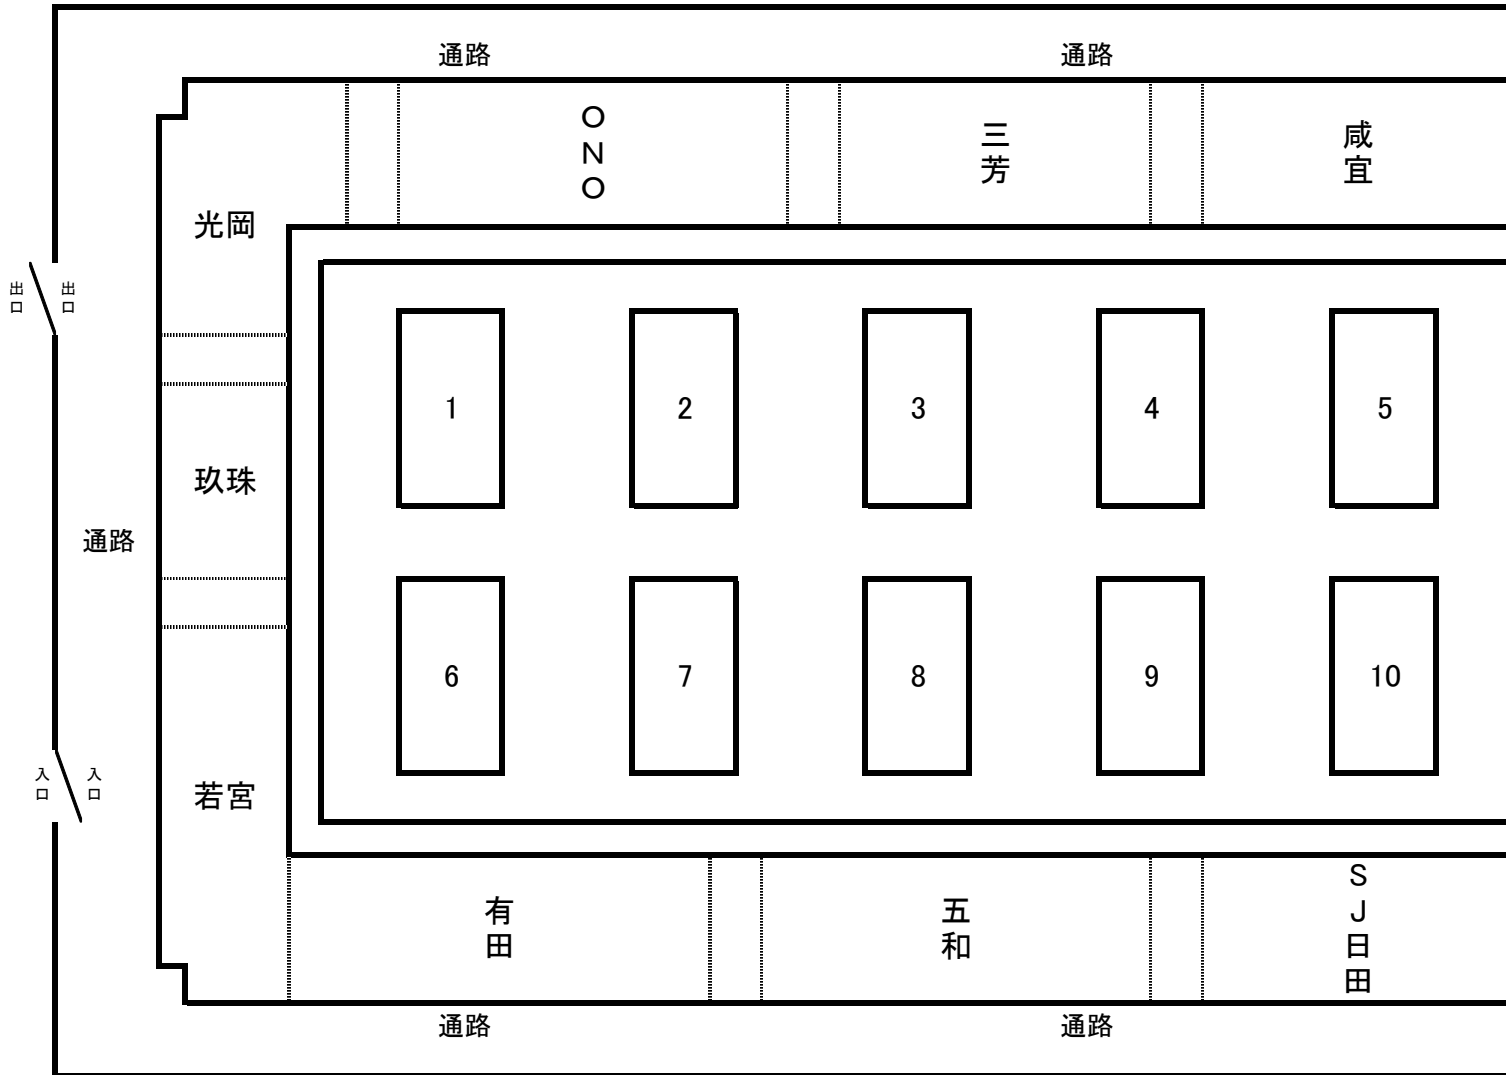 通路 通路
ONO
三芳
咸宜
光岡
出口 出口
1 2 3 4 5
玖珠
通路
6 7 8 9 10
入口 入口
若宮
有田
五和
SJ日田
通路 通路